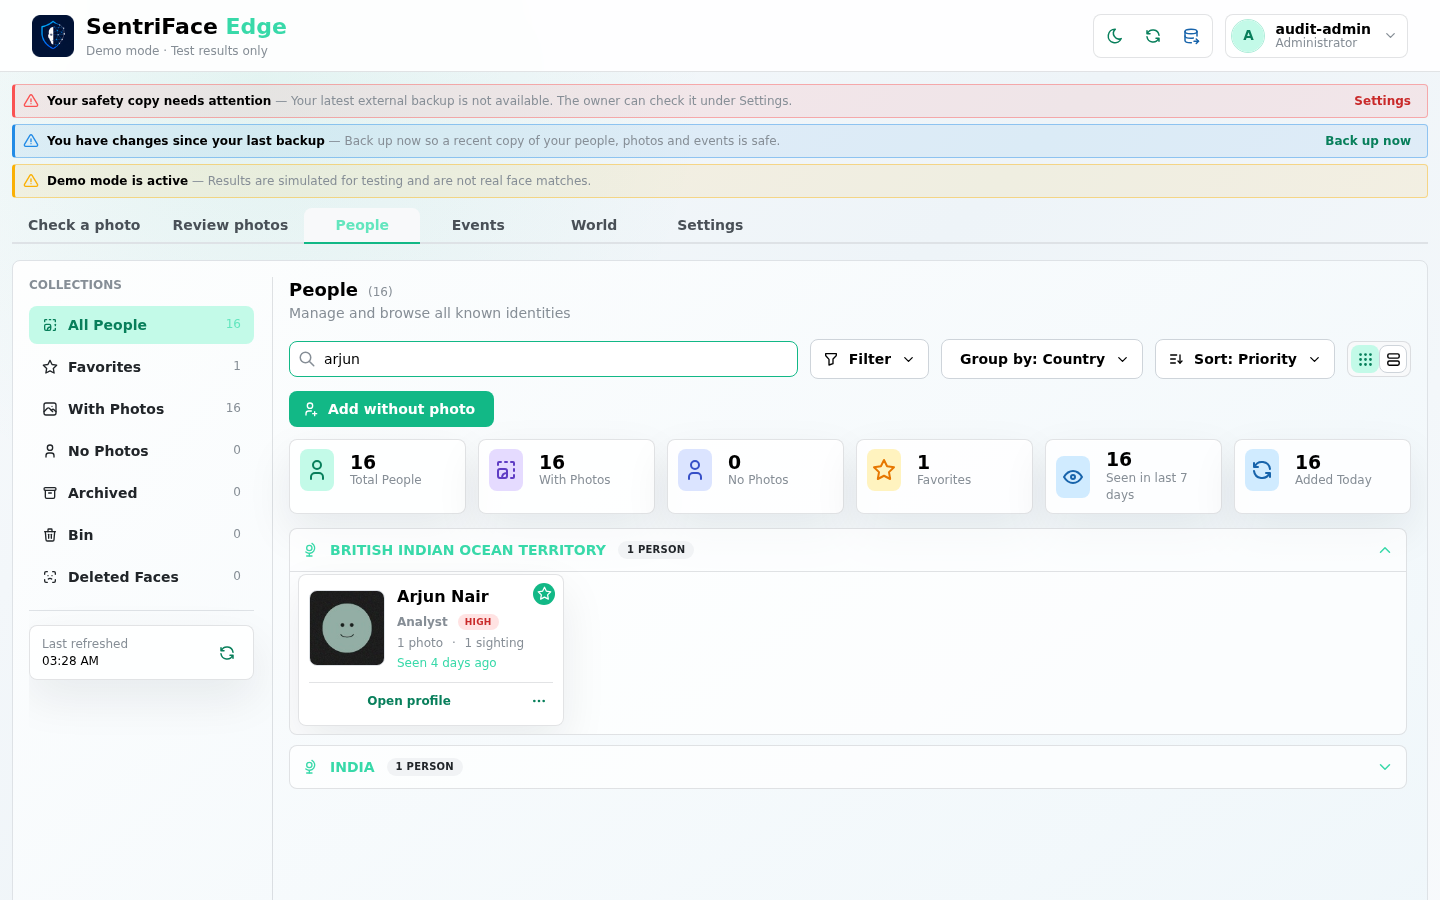 SentriFace Edge
Demo mode · Test results only
A
audit-admin
Administrator
Your safety copy needs attention — Your latest external backup is not available. The owner can check it under Settings.
Settings
You have changes since your last backup — Back up now so a recent copy of your people, photos and events is safe.
Back up now
Demo mode is active — Results are simulated for testing and are not real face matches.
Check a photo
Review photos
People
Events
World
Settings
COLLECTIONS
All People 16
Favorites 1
With Photos 16
No Photos 0
Archived 0
Bin 0
Deleted Faces 0
Last refreshed
03:28 AM
People (16)
Manage and browse all known identities
arjun
Filter
Group by: Country
Sort: Priority
Add without photo
16
Total People
16
With Photos
0
No Photos
1
Favorites
16
Seen in last 7
days
16
Added Today
BRITISH INDIAN OCEAN TERRITORY 1 PERSON
Arjun Nair
Analyst HIGH
1 photo · 1 sighting
Seen 4 days ago
Open profile
INDIA 1 PERSON